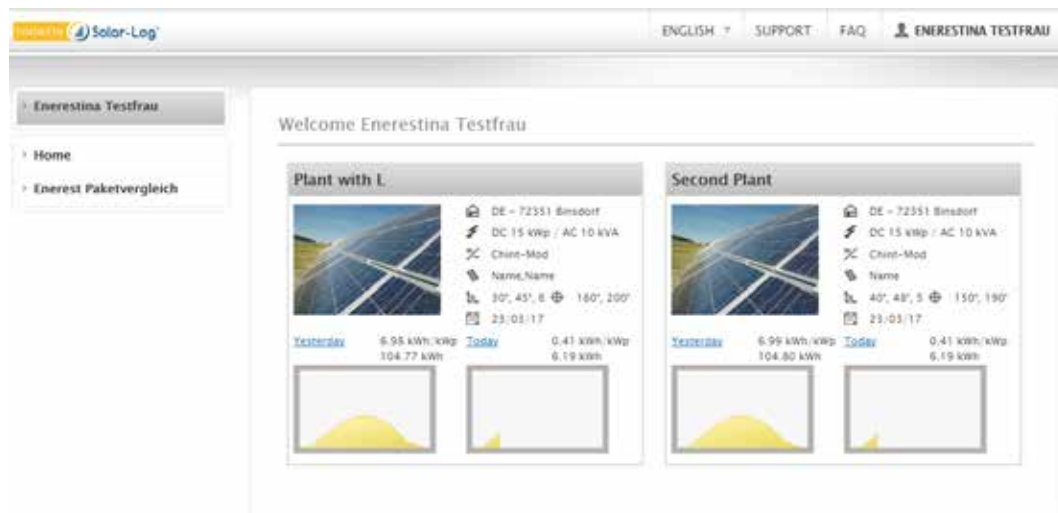 Solar-Log
ENGLISH
SUPPORT
FAQ
ENERESTINA TESTFRAU
Enerestina Testfrau
Home
Enerest Paketvergleich
Welcome Enerestina Testfrau
Plant with L
DE - 72351 Binsdorf
DC 15 kWp / AC 10 kVA
Chint-Mod
Name,Name
30°, 45°, 6 160°, 200°
23/03/17
Yesterday 6.98 kWh/kWp Today 0.41 kWh/kWp
104.77 kWh 6.19 kWh
Second Plant
DE - 72351 Binsdorf
DC 15 kWp / AC 10 kVA
Chint-Mod
Name
40°, 48°, 5 150°, 190°
23/03/17
Yesterday 6.99 kWh/kWp Today 0.41 kWh/kWp
104.80 kWh 6.19 kWh